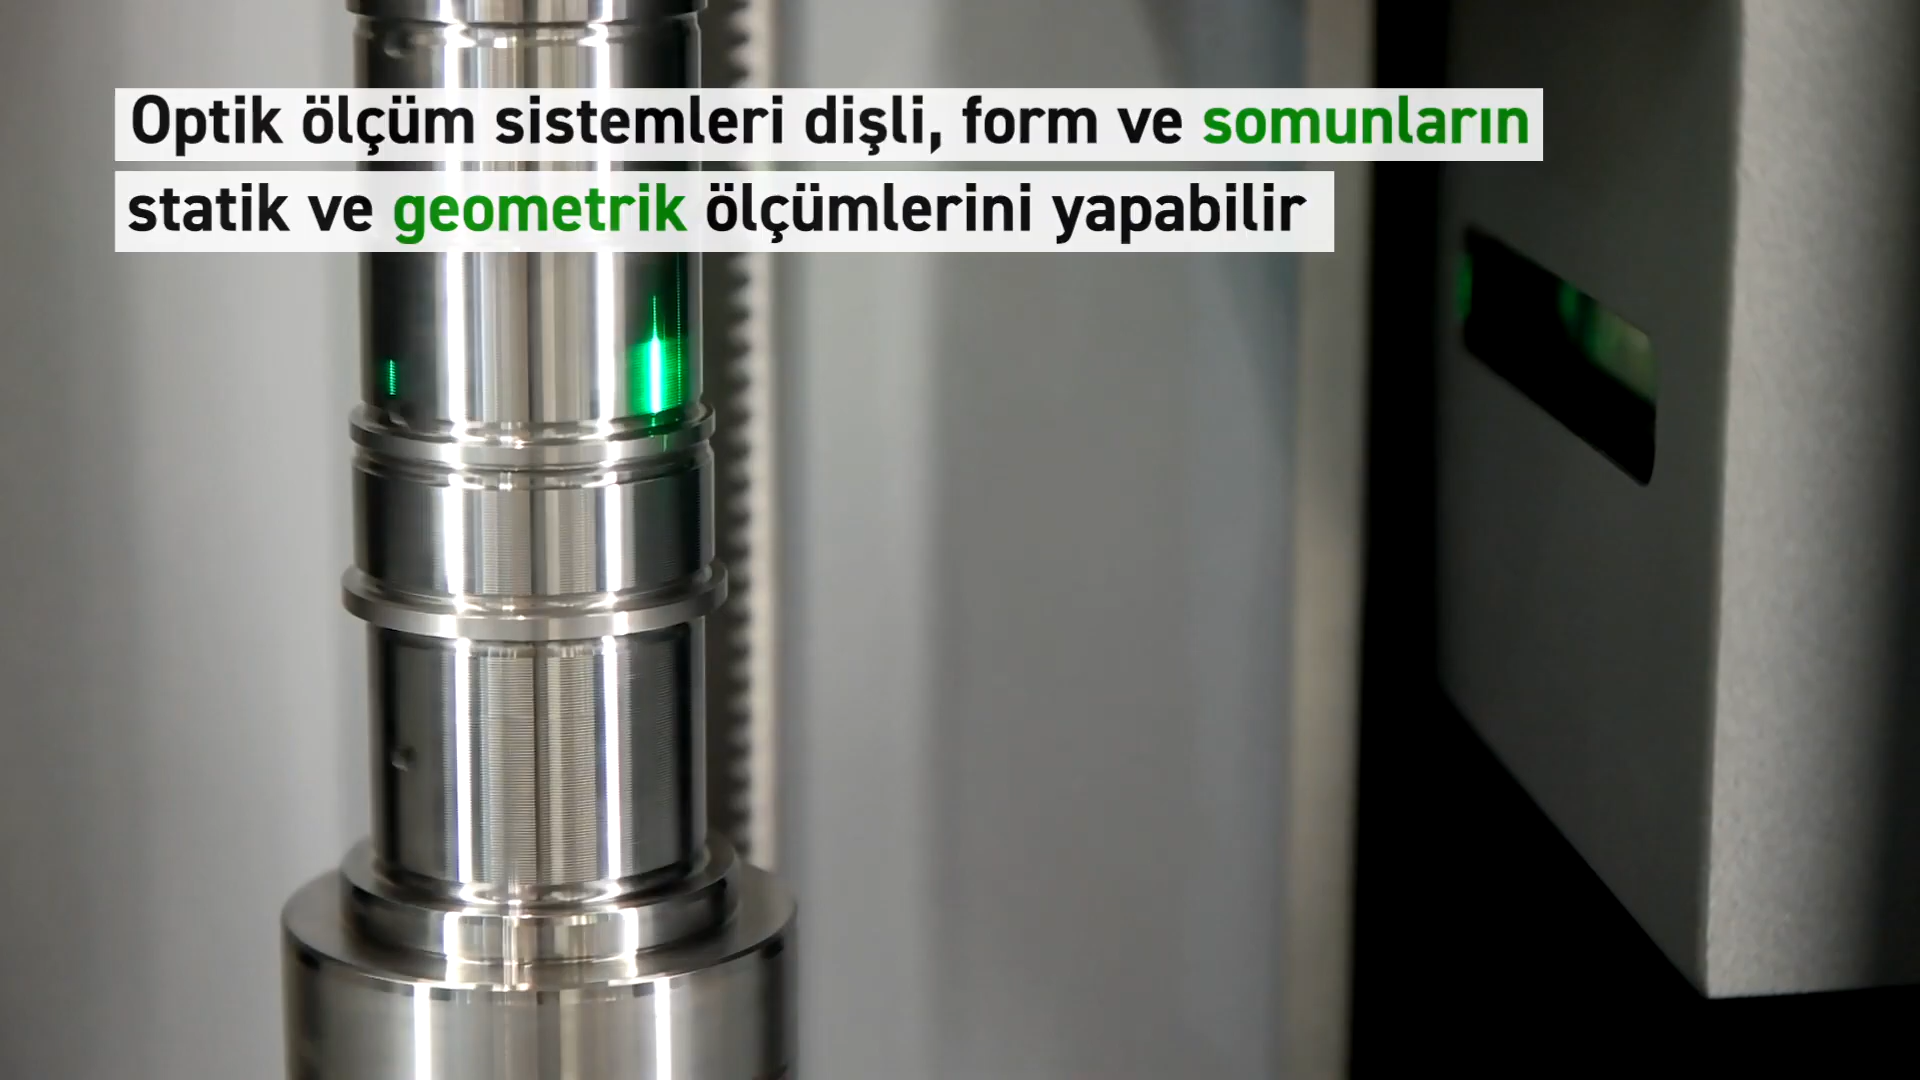 Optik ölçüm sistemleri dişli, form ve somunların
statik ve geometrik ölçümlerini yapabilir